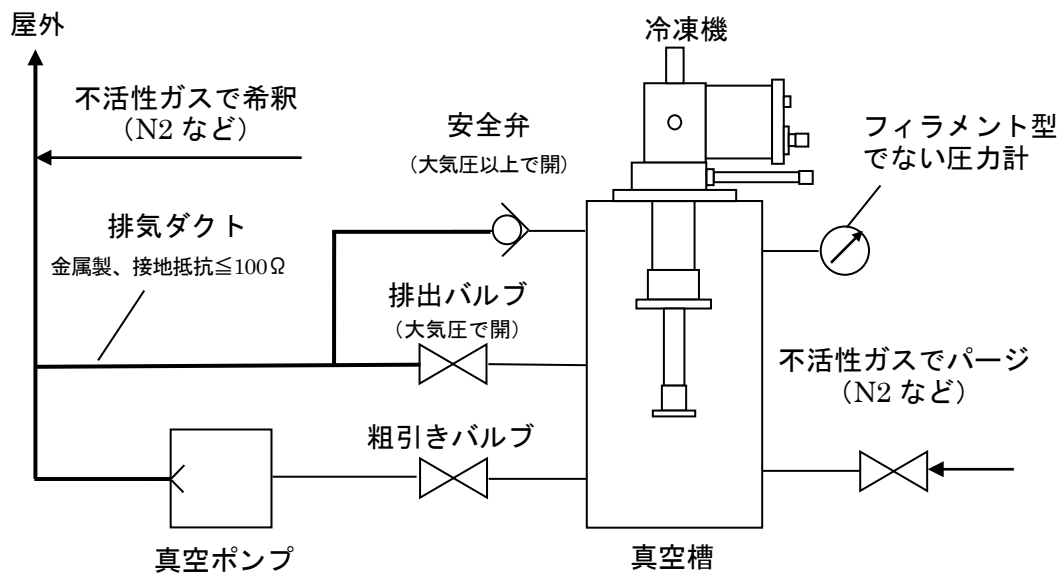 屋外
冷凍機
不活性ガスで希釈
（N2 など）
安全弁
（大気圧以上で開）
フィラメント型
でない圧力計
排気ダクト
金属製、接地抵抗≦100Ω
排出バルブ
（大気圧で開）
不活性ガスでパージ
（N2 など）
粗引きバルブ
真空ポンプ
真空槽